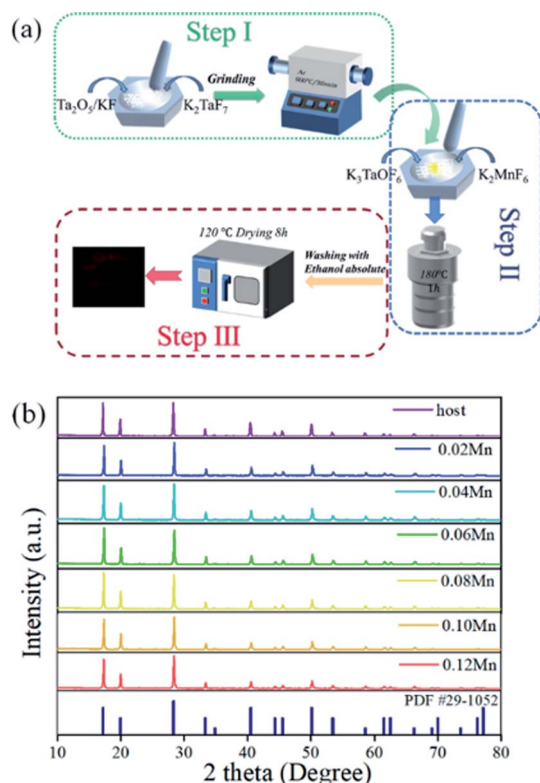 (a)
Step I
Grinding
Ar
Ta₂O₅/KF
K₂TaF₇
K₃TaOF₆
K₂MnF₆
Step II
180℃
1h
120 ℃ Drying 8h
Washing with
Ethanol absolute
Step III
(b)
host
0.02Mn
0.04Mn
0.06Mn
0.08Mn
0.10Mn
0.12Mn
PDF #29-1052
Intensity (a.u.)
10 20 30 40 50 60 70 80
2 theta (Degree)